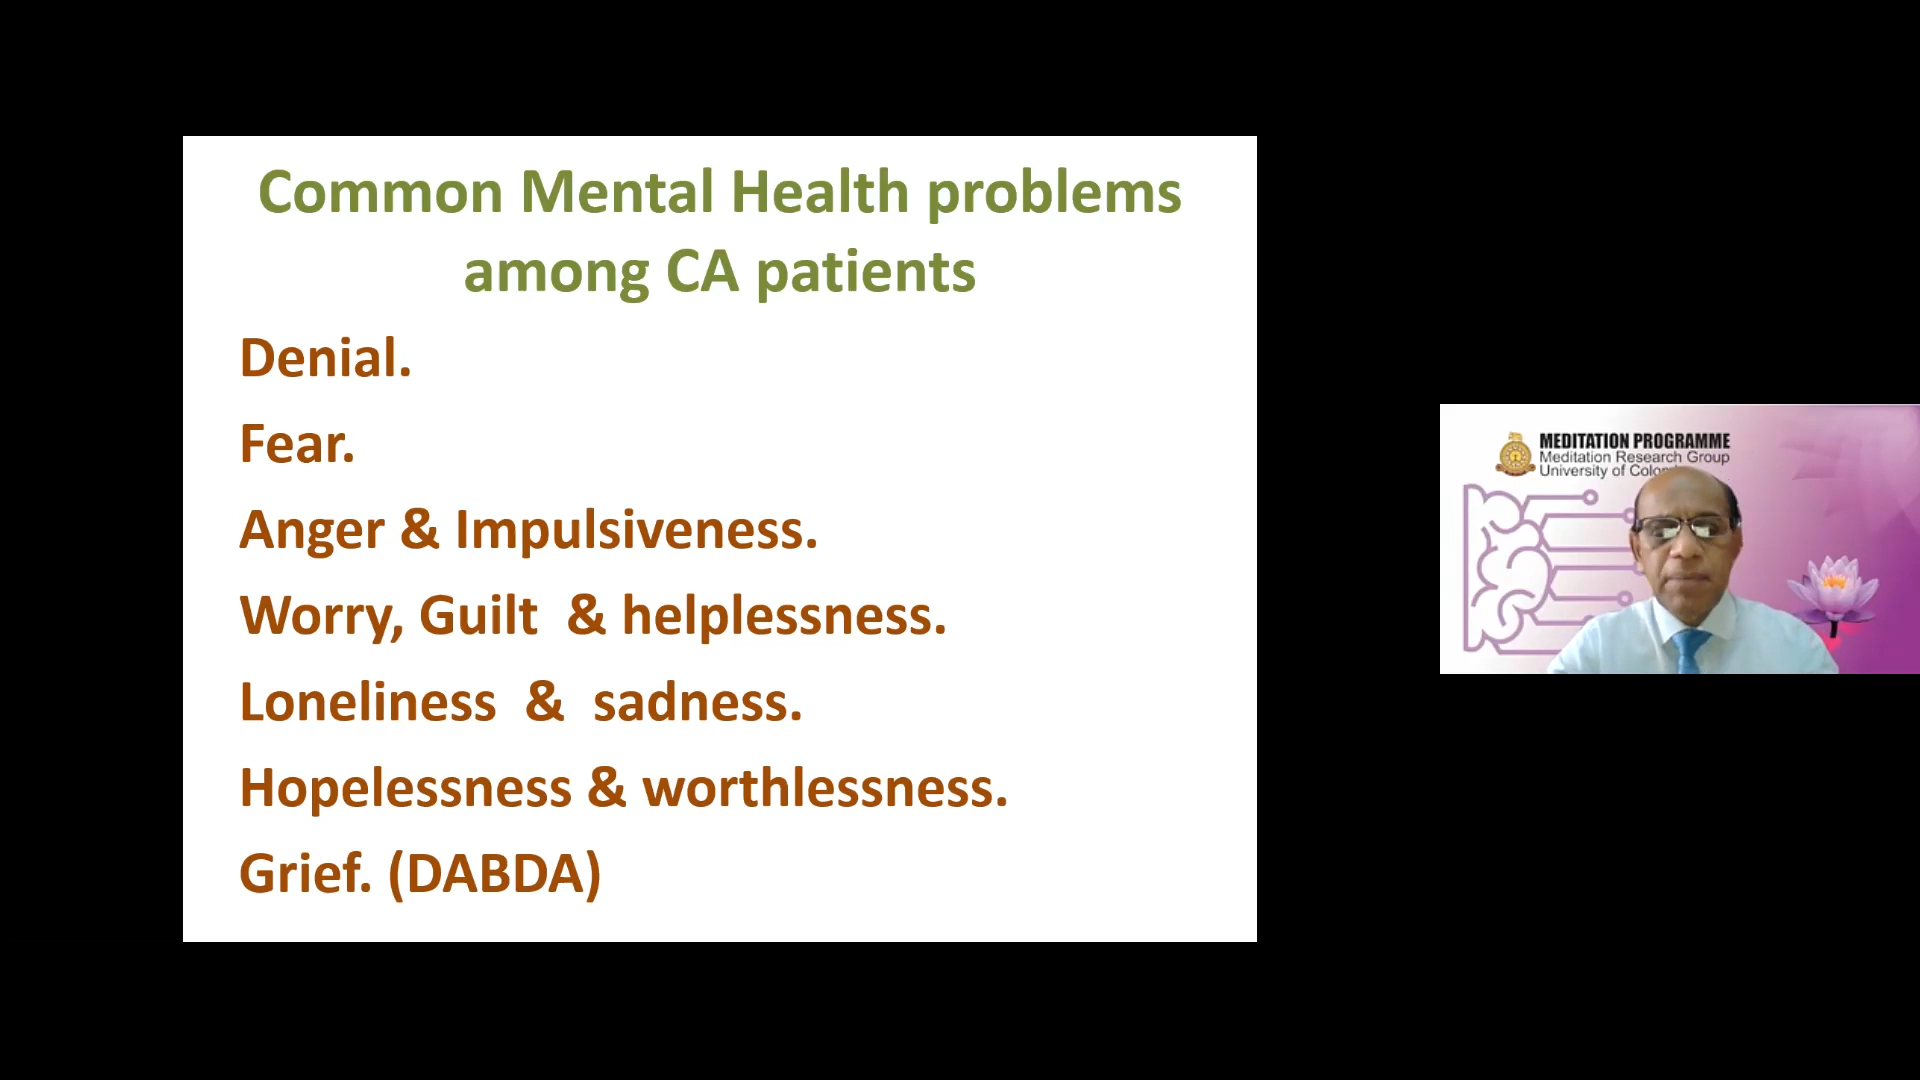 Common Mental Health problems
among CA patients
Denial.
Fear.
Anger & Impulsiveness.
Worry, Guilt & helplessness.
Loneliness & sadness.
Hopelessness & worthlessness.
Grief. (DABDA)
MEDITATION PROGRAMME
Meditation Research Group
University of